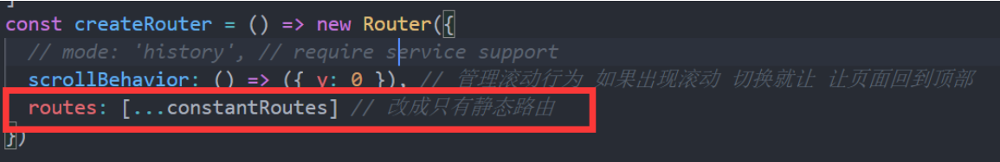 const createRouter = () => new Router({
// mode: 'history', // require service support
scrollBehavior: () => ({ y: 0 }), // 管理滚动行为 如果出现滚动 切换就让 让页面回到顶部
routes: [...constantRoutes] // 改成只有静态路由
})